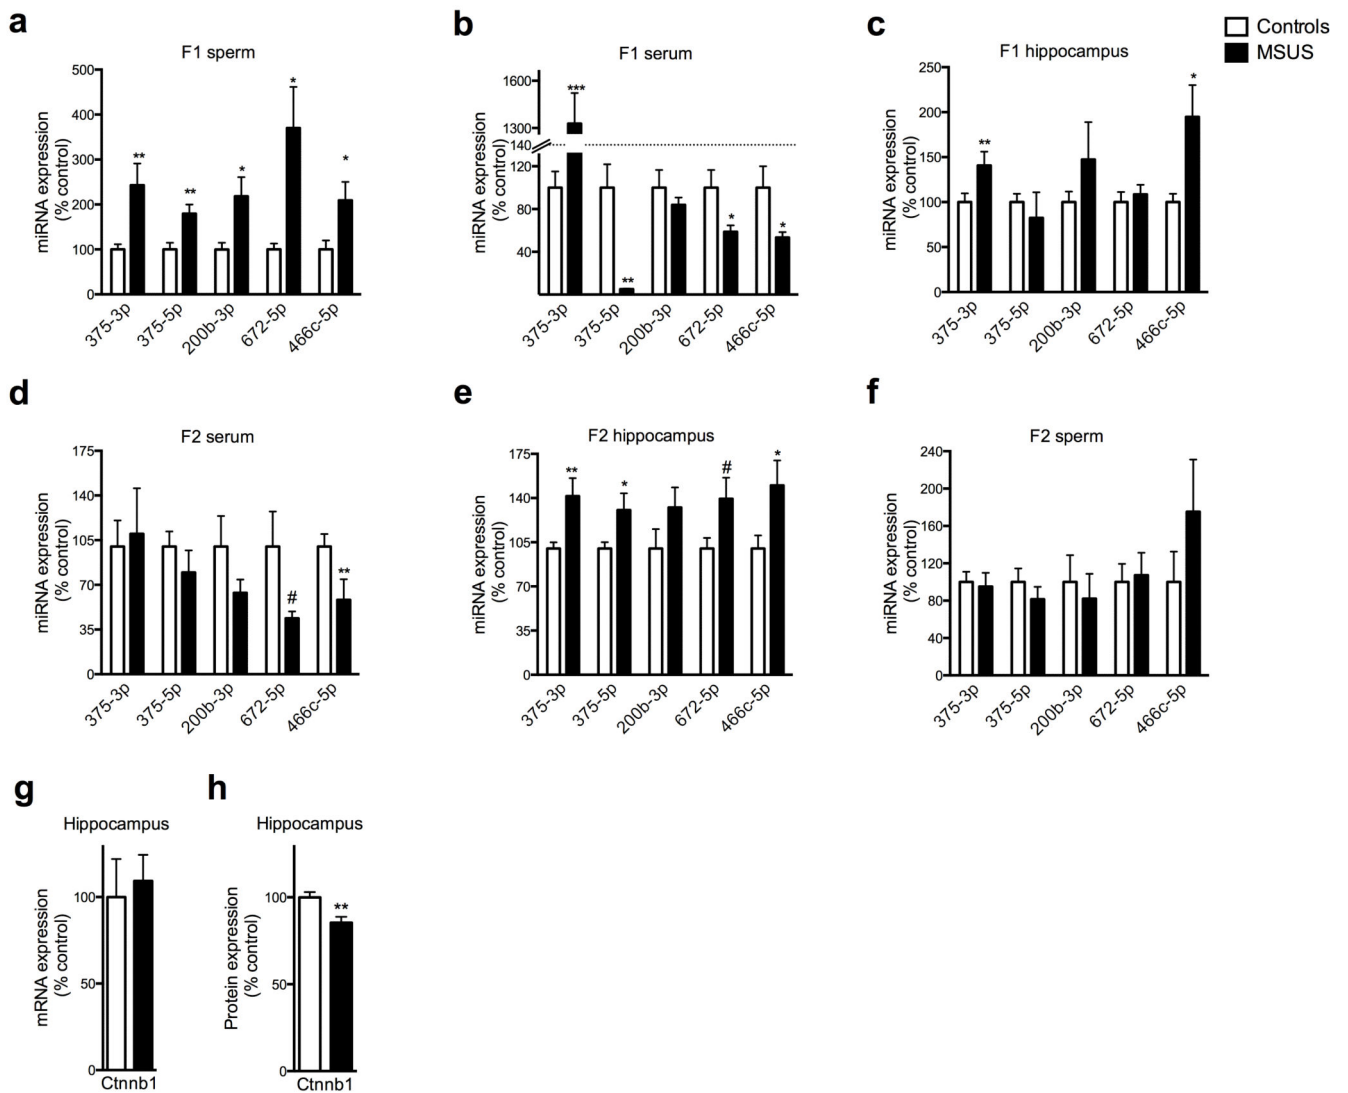 a
F1 sperm
miRNA expression
(% control)
500
400
300
200
100
0
**
**
*
*
*
375-3p
375-5p
200b-3p
672-5p
466c-5p
b
F1 serum
miRNA expression
(% control)
1600
1300
140
120
80
40
***
**
*
*
375-3p
375-5p
200b-3p
672-5p
466c-5p
c
F1 hippocampus
miRNA expression
(% control)
250
200
150
100
50
0
**
*
375-3p
375-5p
200b-3p
672-5p
466c-5p
Controls
MSUS
d
F2 serum
miRNA expression
(% control)
175
140
105
70
35
0
#
**
375-3p
375-5p
200b-3p
672-5p
466c-5p
e
F2 hippocampus
miRNA expression
(% control)
175
140
105
70
35
0
**
*
#
*
375-3p
375-5p
200b-3p
672-5p
466c-5p
f
F2 sperm
miRNA expression
(% control)
240
200
160
120
80
40
0
375-3p
375-5p
200b-3p
672-5p
466c-5p
g
Hippocampus
mRNA expression
(% control)
100
50
0
Ctnnb1
h
Hippocampus
Protein expression
(% control)
100
50
0
**
Ctnnb1